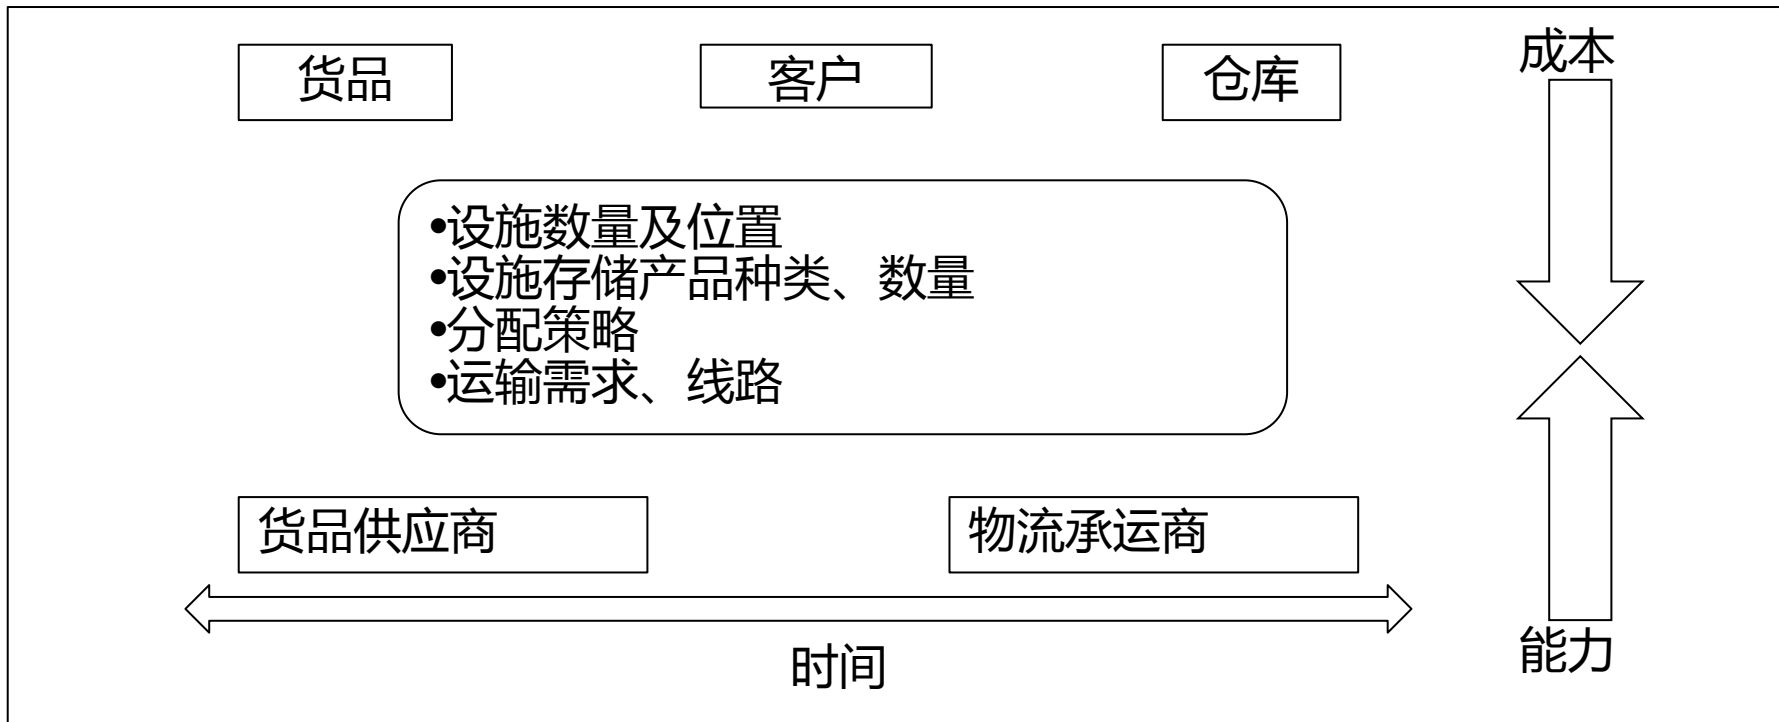 货品
客户
仓库
成本
•设施数量及位置
•设施存储产品种类、数量
•分配策略
•运输需求、线路
货品供应商
物流承运商
时间
能力